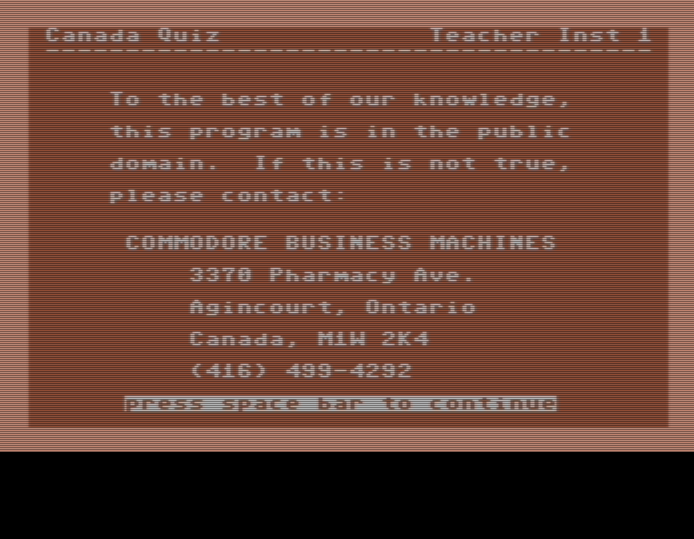 Canada Quiz Teacher Inst 1
To the best of our knowledge,
this program is in the public
domain. If this is not true,
please contact:
COMMODORE BUSINESS MACHINES
3370 Pharmacy Ave.
Agincourt, Ontario
Canada, M1W 2K4
(416) 499-4292
press space bar to continue